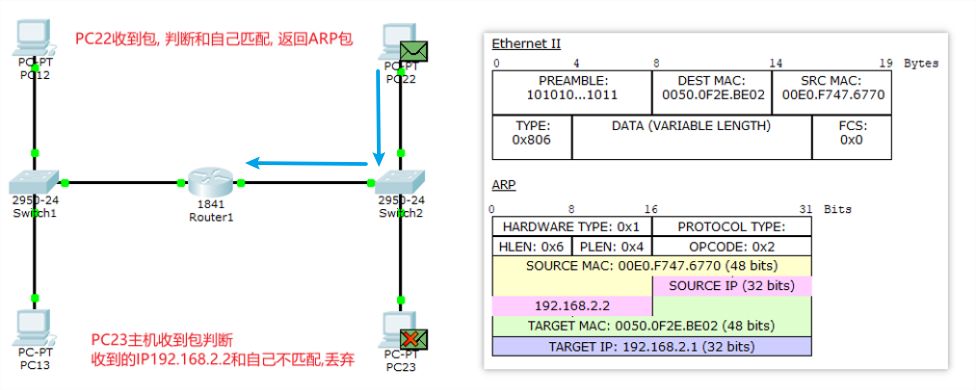 PC22收到包, 判断和自己匹配, 返回ARP包
PC-PT
PC12
PC-PT
PC22
2950-24
Switch1
1841
Router1
2950-24
Switch2
PC23主机收到包判断
收到的IP192.168.2.2和自己不匹配,丢弃
PC-PT
PC13
PC-PT
PC23
Ethernet II
0 4 8 14 19 Bytes
PREAMBLE: DEST MAC: SRC MAC:
101010...1011 0050.0F2E.BE02 00E0.F747.6770
TYPE: DATA (VARIABLE LENGTH) FCS:
0x806 0x0
ARP
0 8 16 31 Bits
HARDWARE TYPE: 0x1 PROTOCOL TYPE:
HLEN: 0x6 PLEN: 0x4 OPCODE: 0x2
SOURCE MAC: 00E0.F747.6770 (48 bits)
SOURCE IP (32 bits)
192.168.2.2
TARGET MAC: 0050.0F2E.BE02 (48 bits)
TARGET IP: 192.168.2.1 (32 bits)